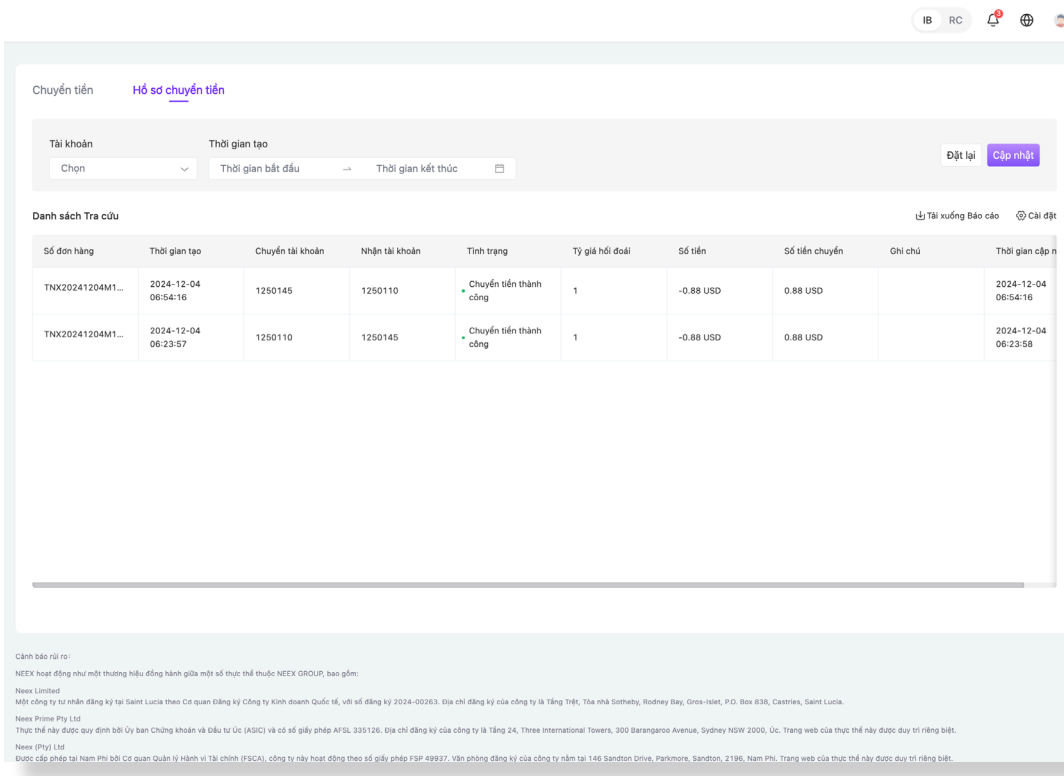 IB RC 3
Chuyển tiền Hồ sơ chuyển tiền
Tài khoản Thời gian tạo
Chọn Thời gian bắt đầu → Thời gian kết thúc Đặt lại Cập nhật
Danh sách Tra cứu Tải xuống Báo cáo Cài đặt
Số đơn hàng Thời gian tạo Chuyển tài khoản Nhận tài khoản Tình trạng Tỷ giá hối đoái Số tiền Số tiền chuyển Ghi chú Thời gian cập n
TNX20241204M1... 2024-12-04 06:54:16 1250145 1250110 Chuyển tiền thành công 1 -0.88 USD 0.88 USD 2024-12-04 06:54:16
TNX20241204M1... 2024-12-04 06:23:57 1250110 1250145 Chuyển tiền thành công 1 -0.88 USD 0.88 USD 2024-12-04 06:23:58
Cảnh báo rủi ro:
NEEX hoạt động như một thương hiệu đồng hành giữa một số thực thể thuộc NEEX GROUP, bao gồm:
Neex Limited
Một công ty tư nhân đăng ký tại Saint Lucia theo Cơ quan Đăng ký Công ty Kinh doanh Quốc tế, với số đăng ký 2024-00263. Địa chỉ đăng ký của công ty là Tầng Trệt, Tòa nhà Sotheby, Rodney Bay, Gros-Islet, P.O. Box 838, Castries, Saint Lucia.
Neex Prime Pty Ltd
Thực thể này được quy định bởi Ủy ban Chứng khoán và Đầu tư Úc (ASIC) và có số giấy phép AFSL 335126. Địa chỉ đăng ký của công ty là Tầng 24, Three International Towers, 300 Barangaroo Avenue, Sydney NSW 2000, Úc. Trang web của thực thể này được duy trì riêng biệt.
Neex (Pty) Ltd
Được cấp phép tại Nam Phi bởi Cơ quan Quản lý Hành vi Tài chính (FSCA), công ty này hoạt động theo số giấy phép FSP 49937. Văn phòng đăng ký của công ty nằm tại 146 Sandton Drive, Parkmore, Sandton, 2196, Nam Phi. Trang web của thực thể này được duy trì riêng biệt.